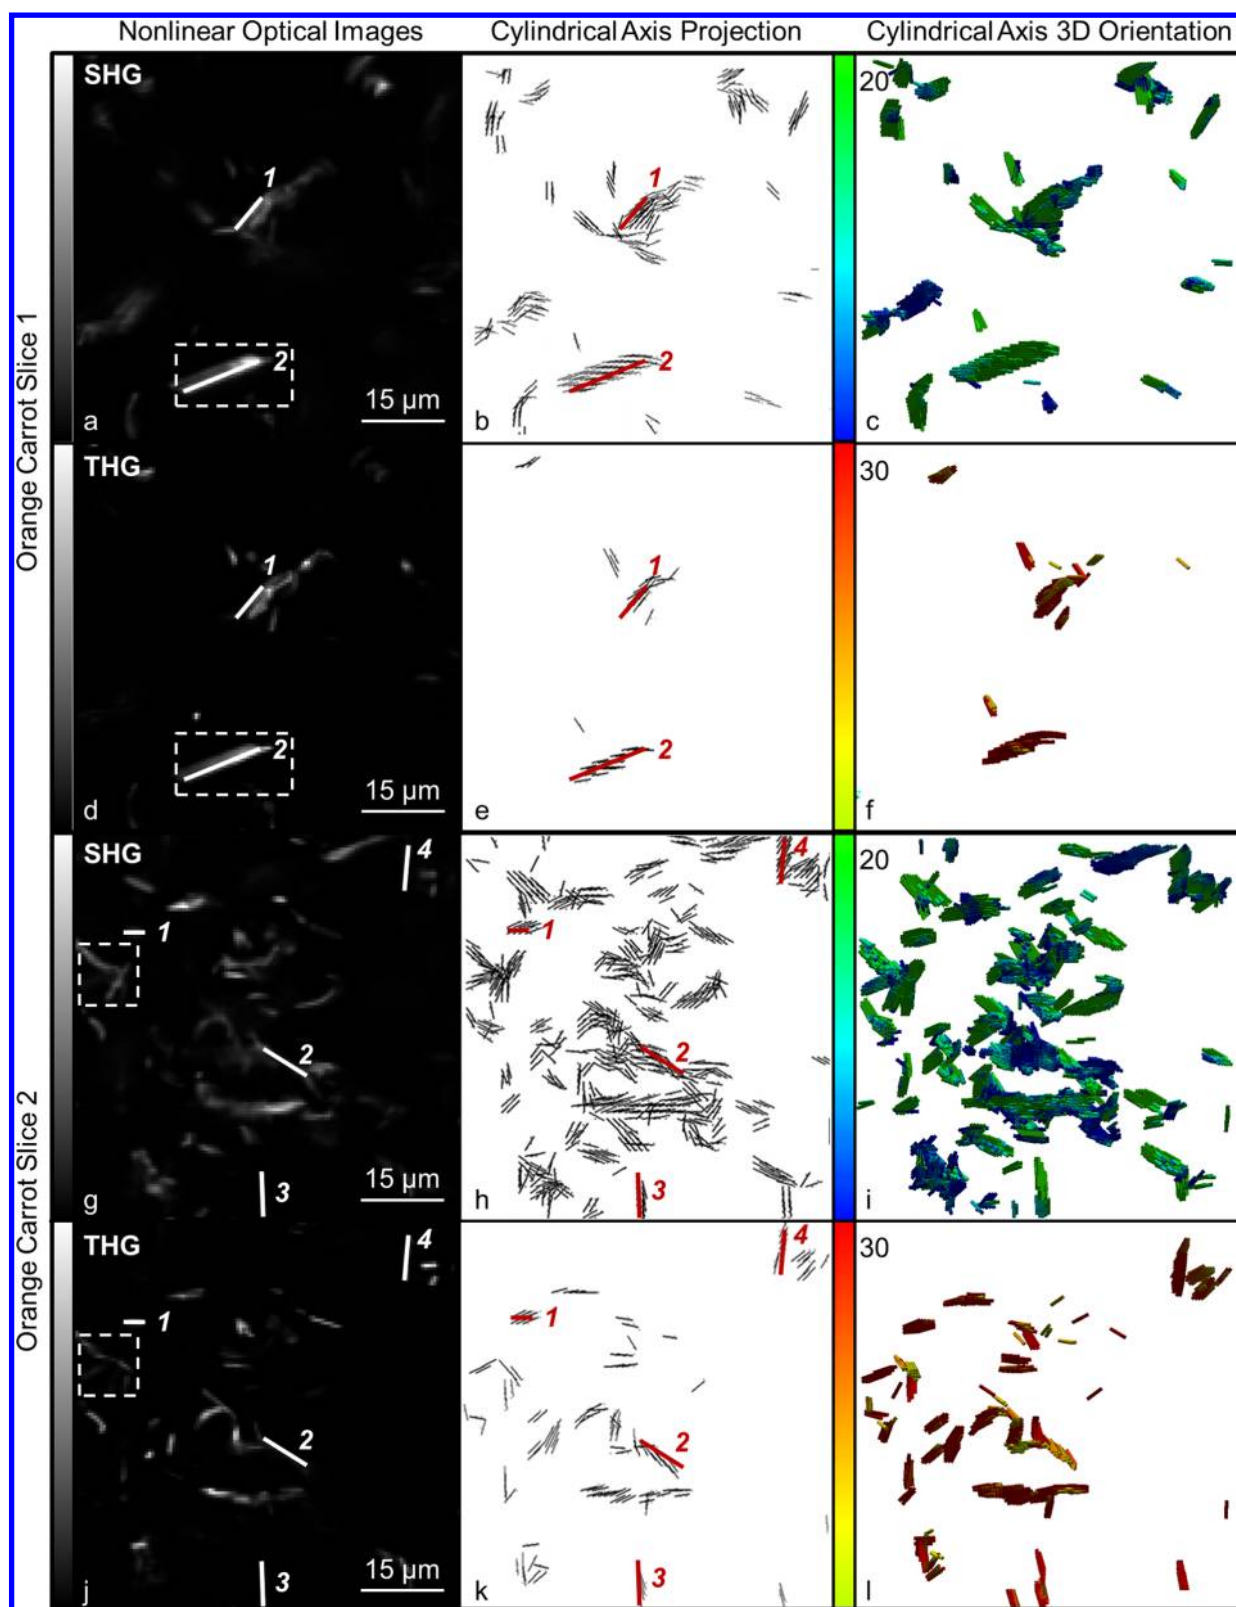 Nonlinear Optical Images
Cylindrical Axis Projection
Cylindrical Axis 3D Orientation
Orange Carrot Slice 1
SHG
1
2
15 µm
a
1
2
b
20
c
THG
1
2
15 µm
d
1
2
e
30
f
Orange Carrot Slice 2
SHG
4
1
2
3
15 µm
g
4
1
2
3
h
20
i
THG
4
1
2
3
15 µm
j
4
1
2
3
k
30
l